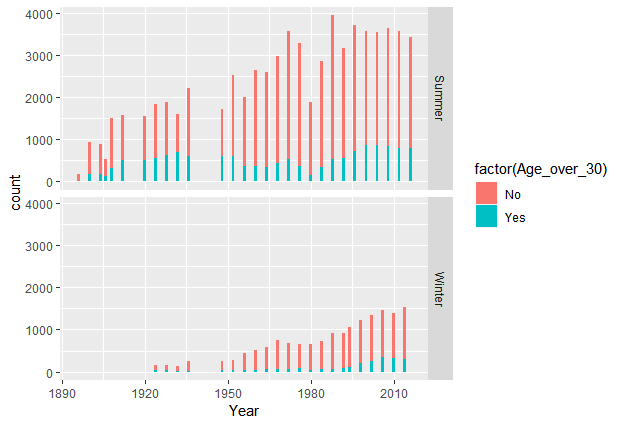 4000
3000
2000
1000
0
Summer
4000
3000
2000
1000
0
Winter
count
1890
1920
1950
1980
2010
Year
factor(Age_over_30)
No
Yes